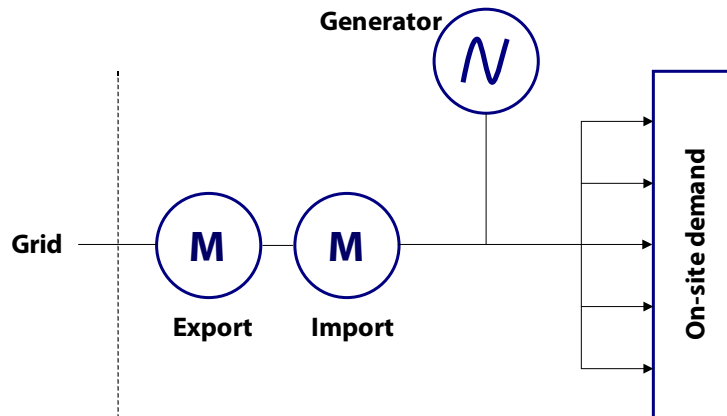 Generator
Grid
M
M
Export
Import
On-site demand